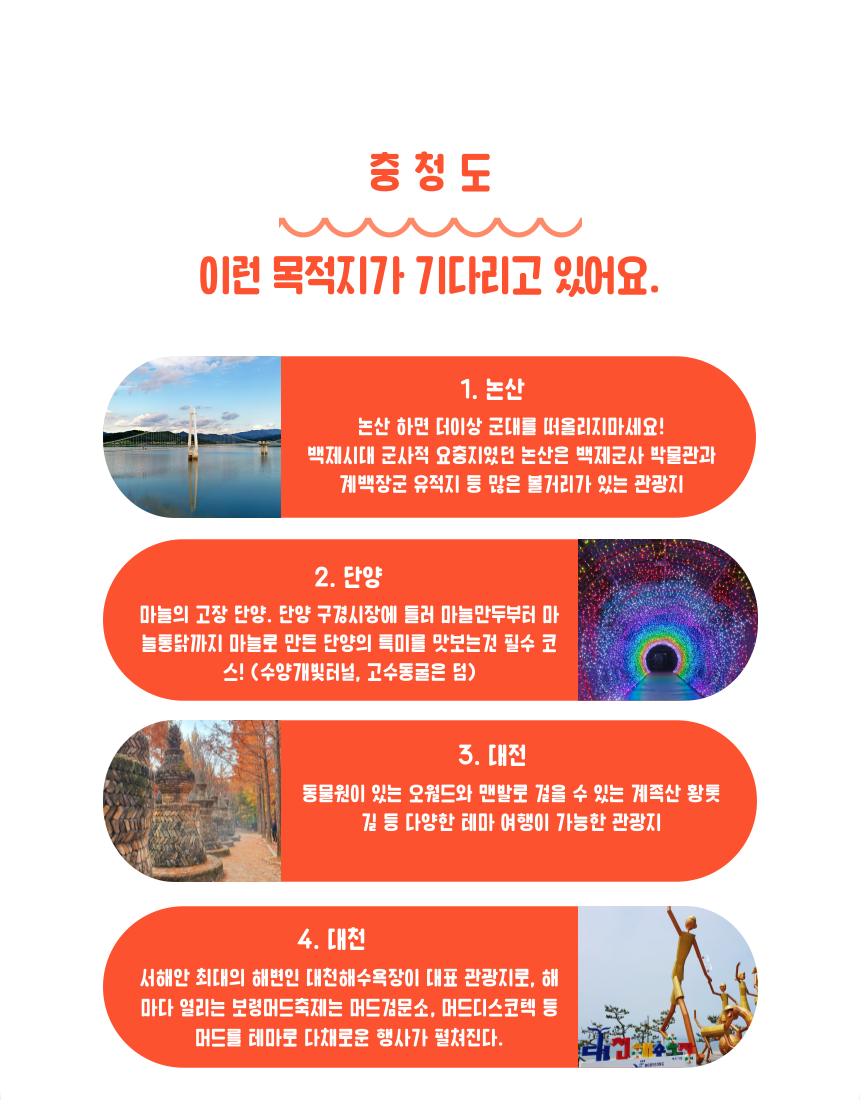 충청도
이런 목적지가 기다리고 있어요.
1. 논산
논산 하면 더이상 군대를 떠올리지마세요!
백제시대 군사적 요충지였던 논산은 백제군사 박물관과
계백장군 유적지 등 많은 볼거리가 있는 관광지
2. 단양
마늘의 고장 단양. 단양 구경시장에 들러 마늘만두부터 마
늘통닭까지 마늘로 만든 단양의 특미를 맛보는건 필수 코
스! (수양개빛터널, 고수동굴은 덤)
3. 대전
동물원이 있는 오월드와 맨발로 걸을 수 있는 계족산 황톳
길 등 다양한 테마 여행이 가능한 관광지
4. 대천
서해안 최대의 해변인 대천해수욕장이 대표 관광지로, 해
마다 열리는 보령머드축제는 머드검문소, 머드디스코텍 등
머드를 테마로 다채로운 행사가 펼쳐진다.